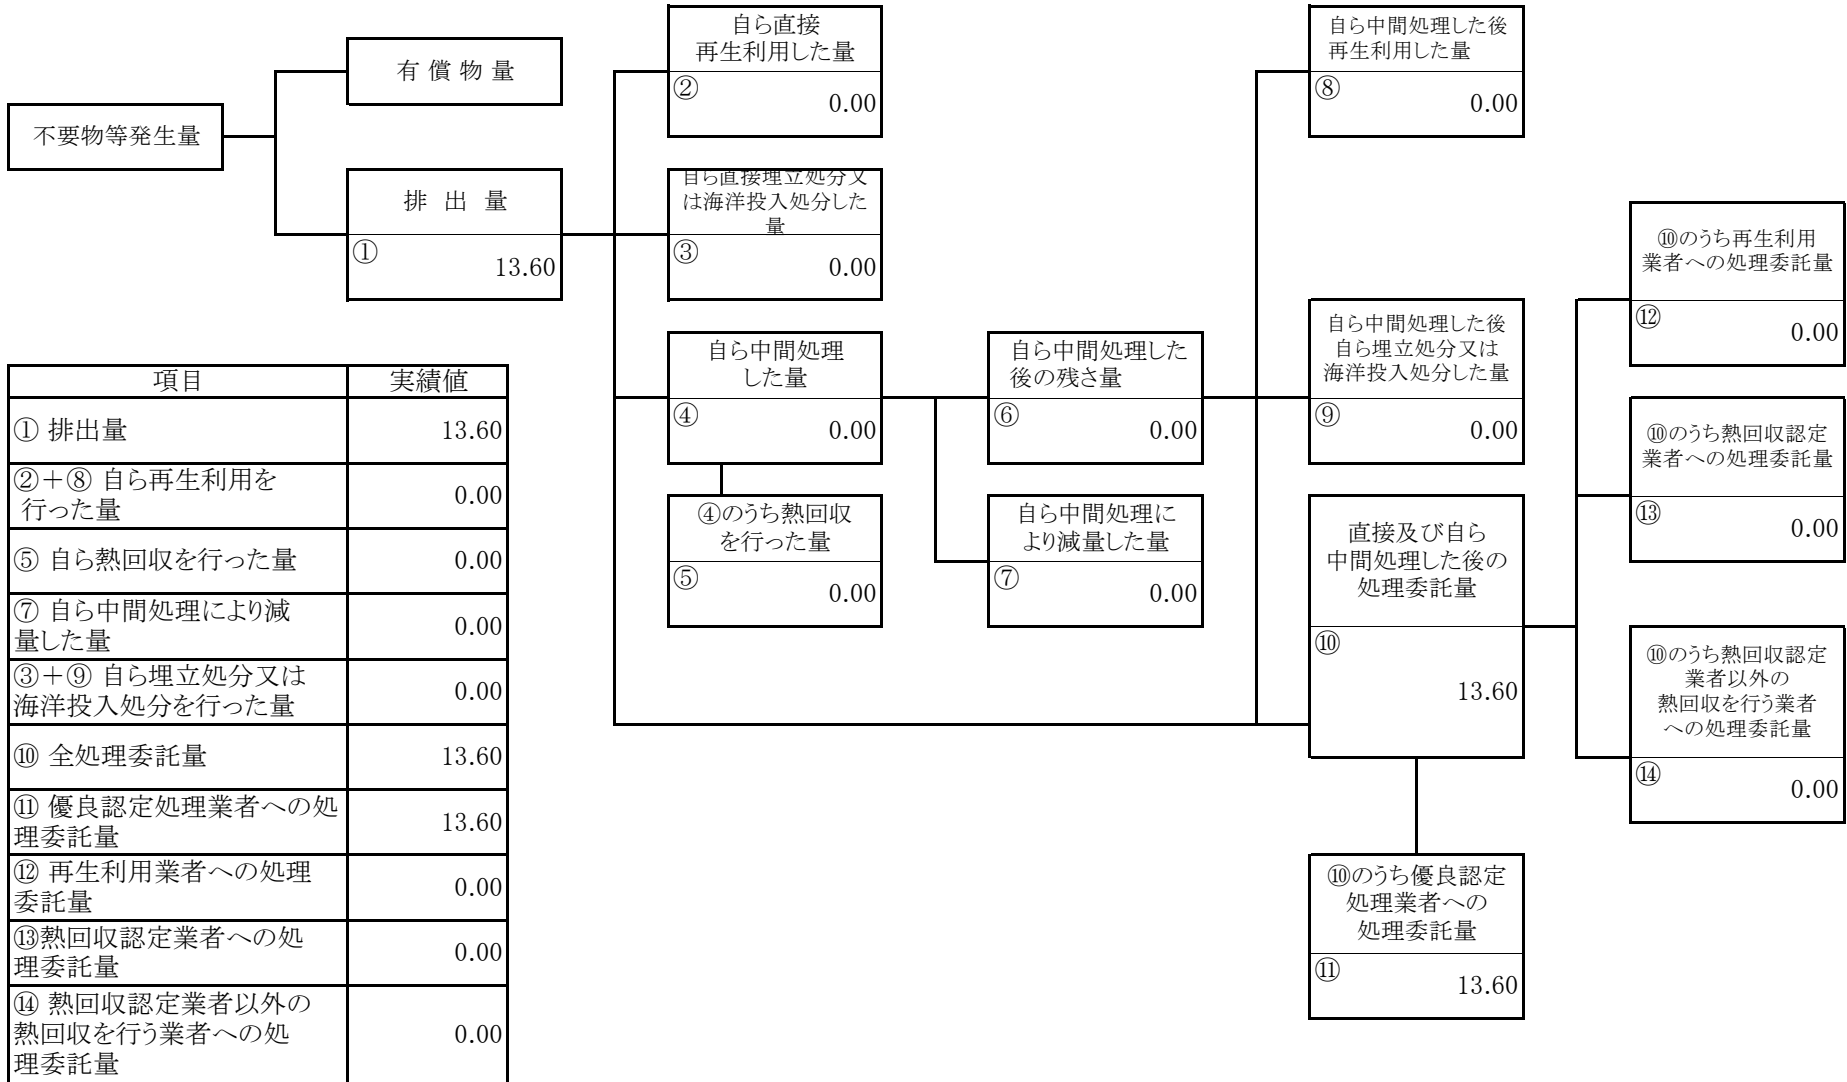 不要物等発生量
有 償 物 量
排 出 量
①
13.60
自ら直接
再生利用した量
②
0.00
自ら直接埋立処分又
は海洋投入処分した
量
③
0.00
自ら中間処理
した量
④
0.00
④のうち熱回収
を行った量
⑤
0.00
自ら中間処理した
後の残さ量
⑥
0.00
自ら中間処理に
より減量した量
⑦
0.00
自ら中間処理した後
再生利用した量
⑧
0.00
自ら中間処理した後
自ら埋立処分又は
海洋投入処分した量
⑨
0.00
直接及び自ら
中間処理した後の
処理委託量
⑩
13.60
⑩のうち優良認定
処理業者への
処理委託量
⑪
13.60
⑩のうち再生利用
業者への処理委託量
⑫
0.00
⑩のうち熱回収認定
業者への処理委託量
⑬
0.00
⑩のうち熱回収認定
業者以外の
熱回収を行う業者
への処理委託量
⑭
0.00
項目 実績値
① 排出量 13.60
②＋⑧ 自ら再生利用を
行った量 0.00
⑤ 自ら熱回収を行った量 0.00
⑦ 自ら中間処理により減
量した量 0.00
③＋⑨ 自ら埋立処分又は
海洋投入処分を行った量 0.00
⑩ 全処理委託量 13.60
⑪ 優良認定処理業者への処
理委託量 13.60
⑫ 再生利用業者への処理
委託量 0.00
⑬熱回収認定業者への処
理委託量 0.00
⑭ 熱回収認定業者以外の
熱回収を行う業者への処
理委託量 0.00